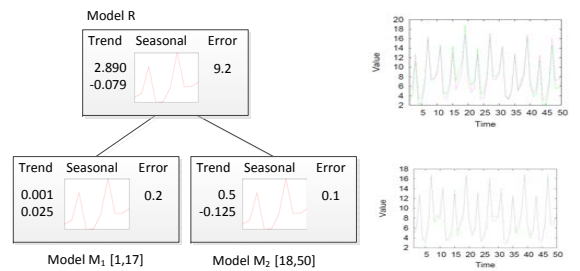 Model R
Trend Seasonal Error
2.890
-0.079
9.2
Trend Seasonal Error
0.001
0.025
0.2
Model M₁ [1,17]
Trend Seasonal Error
0.5
-0.125
0.1
Model M₂ [18,50]
20
18
16
14
12
10
8
6
4
2
Value
5 10 15 20 25 30 35 40 45 50
Time
18
16
14
12
10
8
6
4
2
Value
5 10 15 20 25 30 35 40 45 50
Time